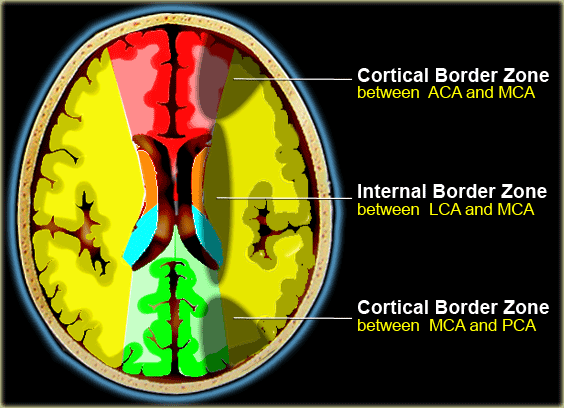 Cortical Border Zone
between ACA and MCA
Internal Border Zone
between LCA and MCA
Cortical Border Zone
between MCA and PCA